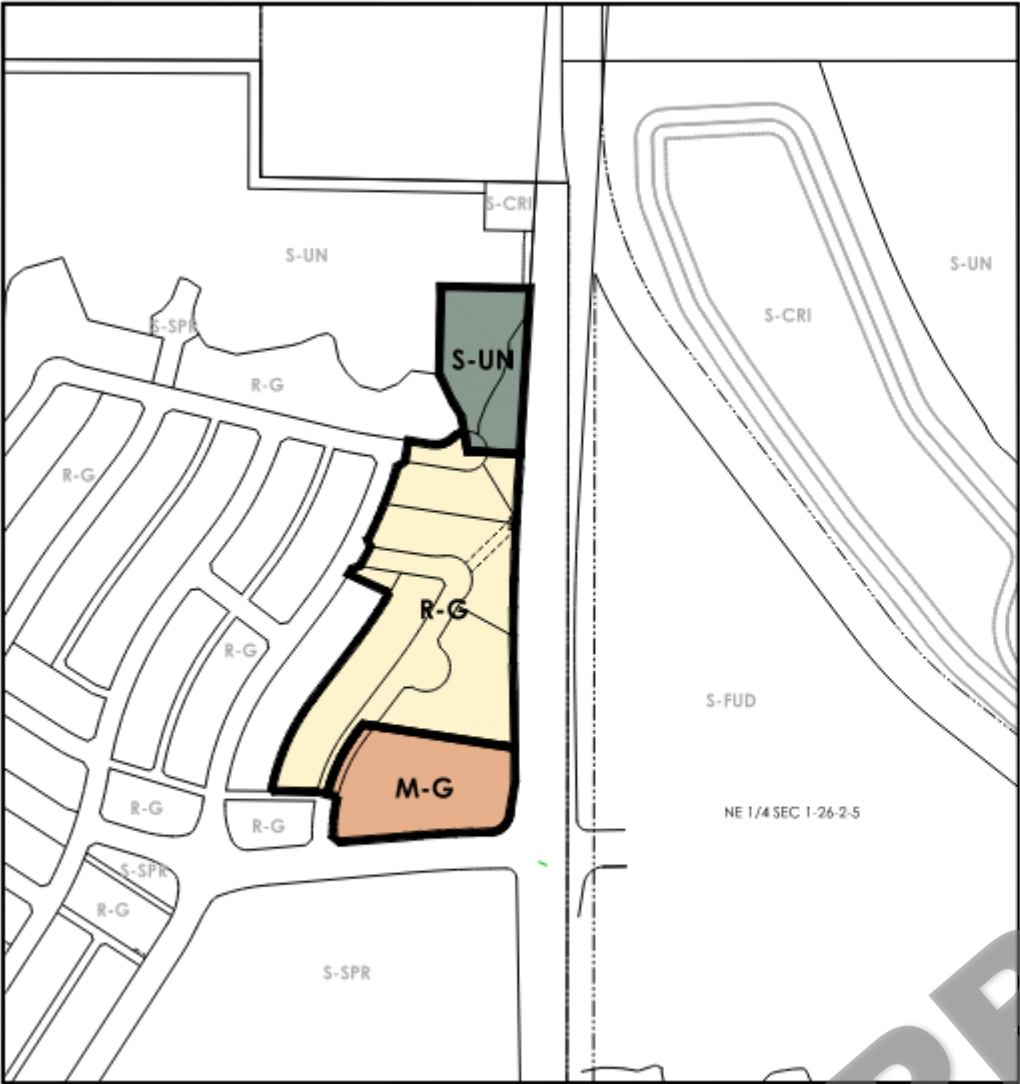 S-CRI
S-UN
S-UN
S-CRI
S-SPR
S-UN
R-G
R-G
R-G
R-G
S-FUD
M-G
R-G
NE 1/4 SEC 1-26-2-5
R-G
S-SPR
R-G
S-SPR